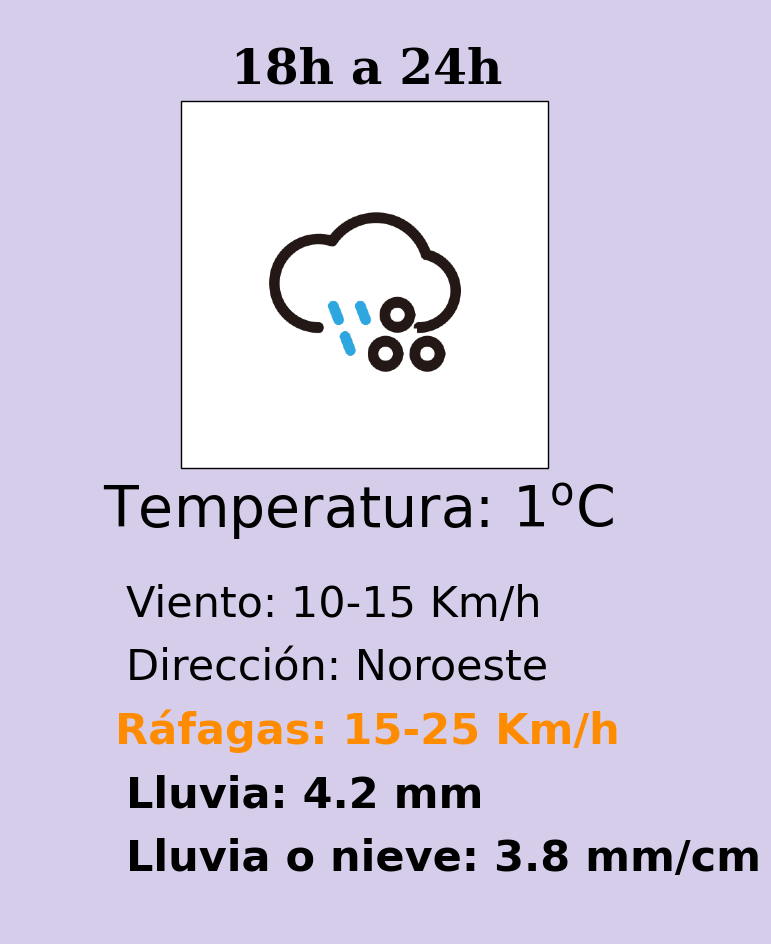 18h a 24h
Temperatura: 1ºC
Viento: 10-15 Km/h
Dirección: Noroeste
Ráfagas: 15-25 Km/h
Lluvia: 4.2 mm
Lluvia o nieve: 3.8 mm/cm